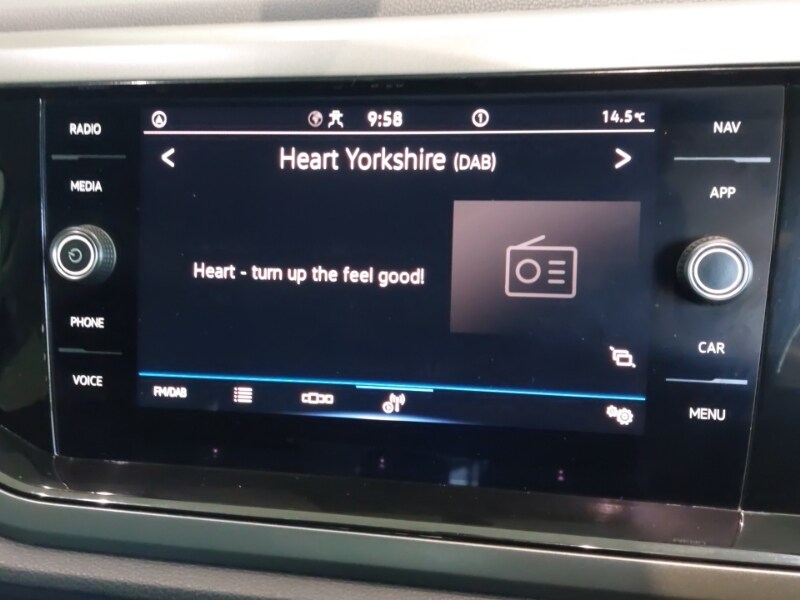 RADIO
MEDIA
PHONE
VOICE
9:58
1
14.5°C
< Heart Yorkshire (DAB) >
Heart - turn up the feel good!
FM/DAB
NAV
APP
CAR
MENU